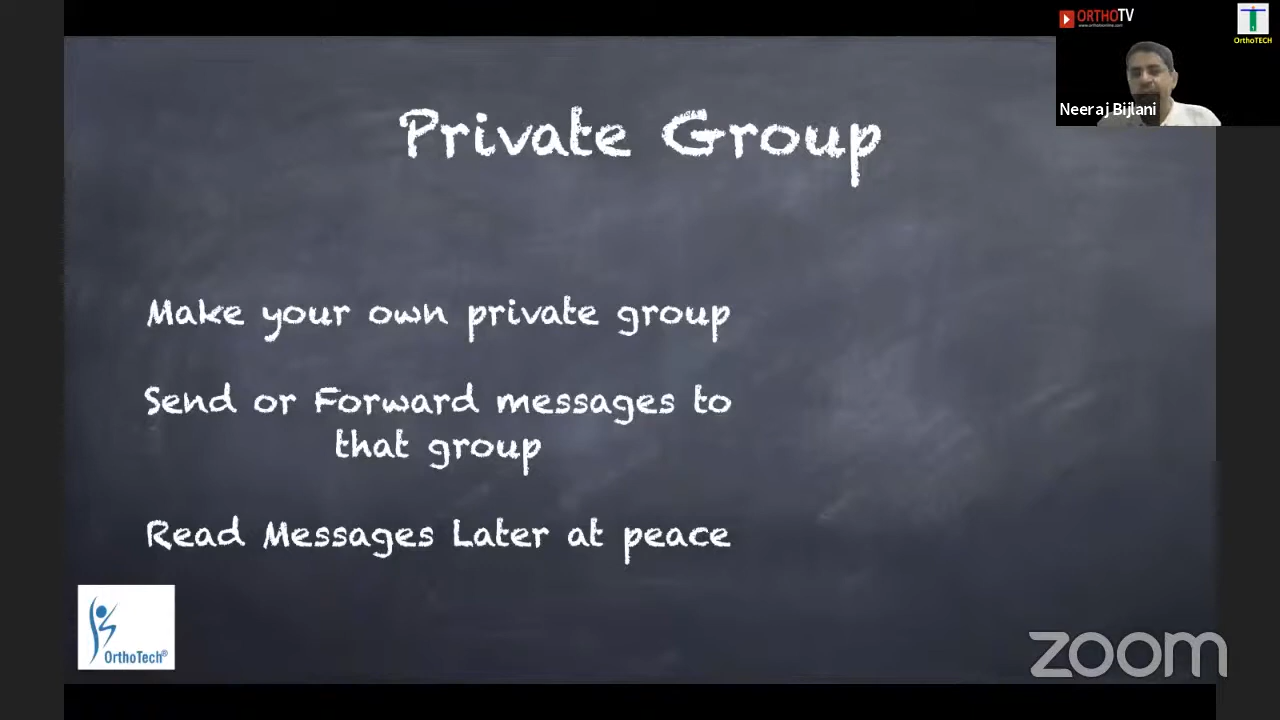 ORTHOTV
OrthoTECH
Neeraj Bijlani
Private Group
Make your own private group
Send or Forward messages to
that group
Read Messages Later at peace
OrthoTech®
zoom